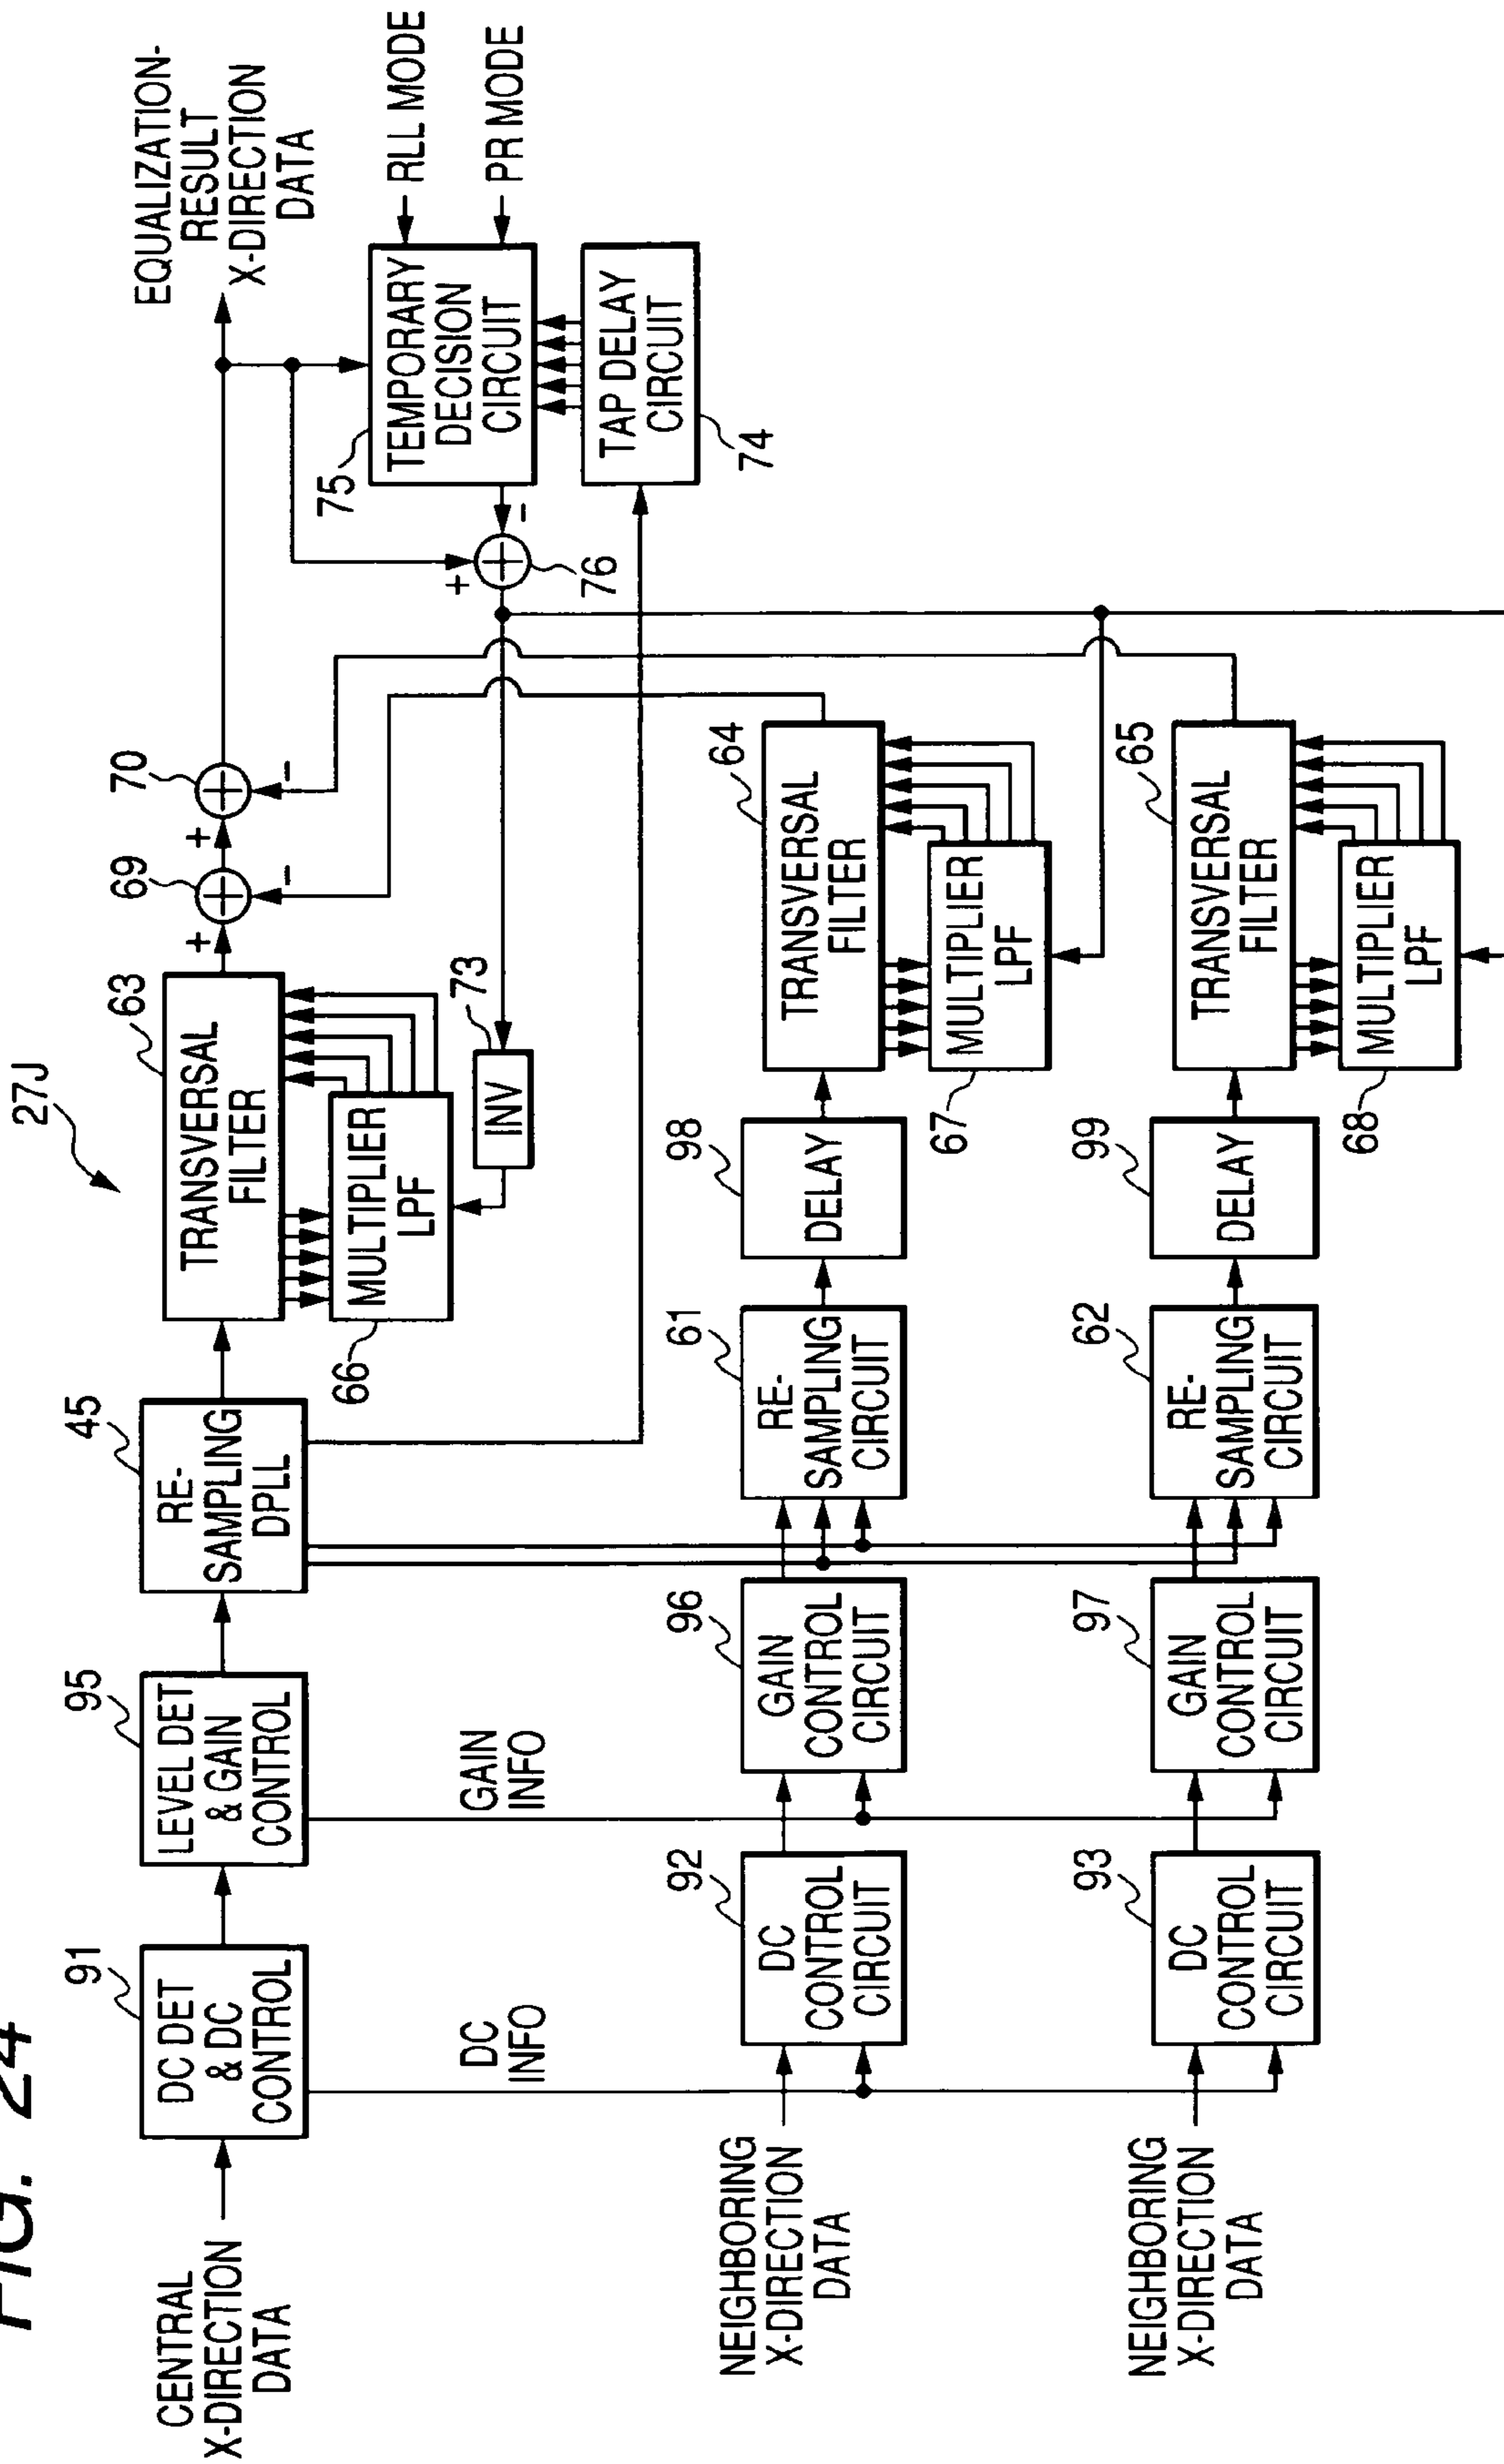 FIG. 24
27J
CENTRAL
X-DIRECTION
DATA
91
DC DET
& DC
CONTROL
95
LEVEL DET
& GAIN
CONTROL
45
RE-
SAMPLING
DPLL
63
TRANSVERSAL
FILTER
66
MULTIPLIER
LPF
73
INV
+
69
-
+
70
-
EQUALIZATION-
RESULT
X-DIRECTION
DATA
75
TEMPORARY
DECISION
CIRCUIT
RLL MODE
PR MODE
+
-
76
TAP DELAY
CIRCUIT
74
DC
INFO
GAIN
INFO
NEIGHBORING
X-DIRECTION
DATA
92
DC
CONTROL
CIRCUIT
96
GAIN
CONTROL
CIRCUIT
61
RE-
SAMPLING
CIRCUIT
98
DELAY
64
TRANSVERSAL
FILTER
67
MULTIPLIER
LPF
NEIGHBORING
X-DIRECTION
DATA
93
DC
CONTROL
CIRCUIT
97
GAIN
CONTROL
CIRCUIT
62
RE-
SAMPLING
CIRCUIT
99
DELAY
65
TRANSVERSAL
FILTER
68
MULTIPLIER
LPF